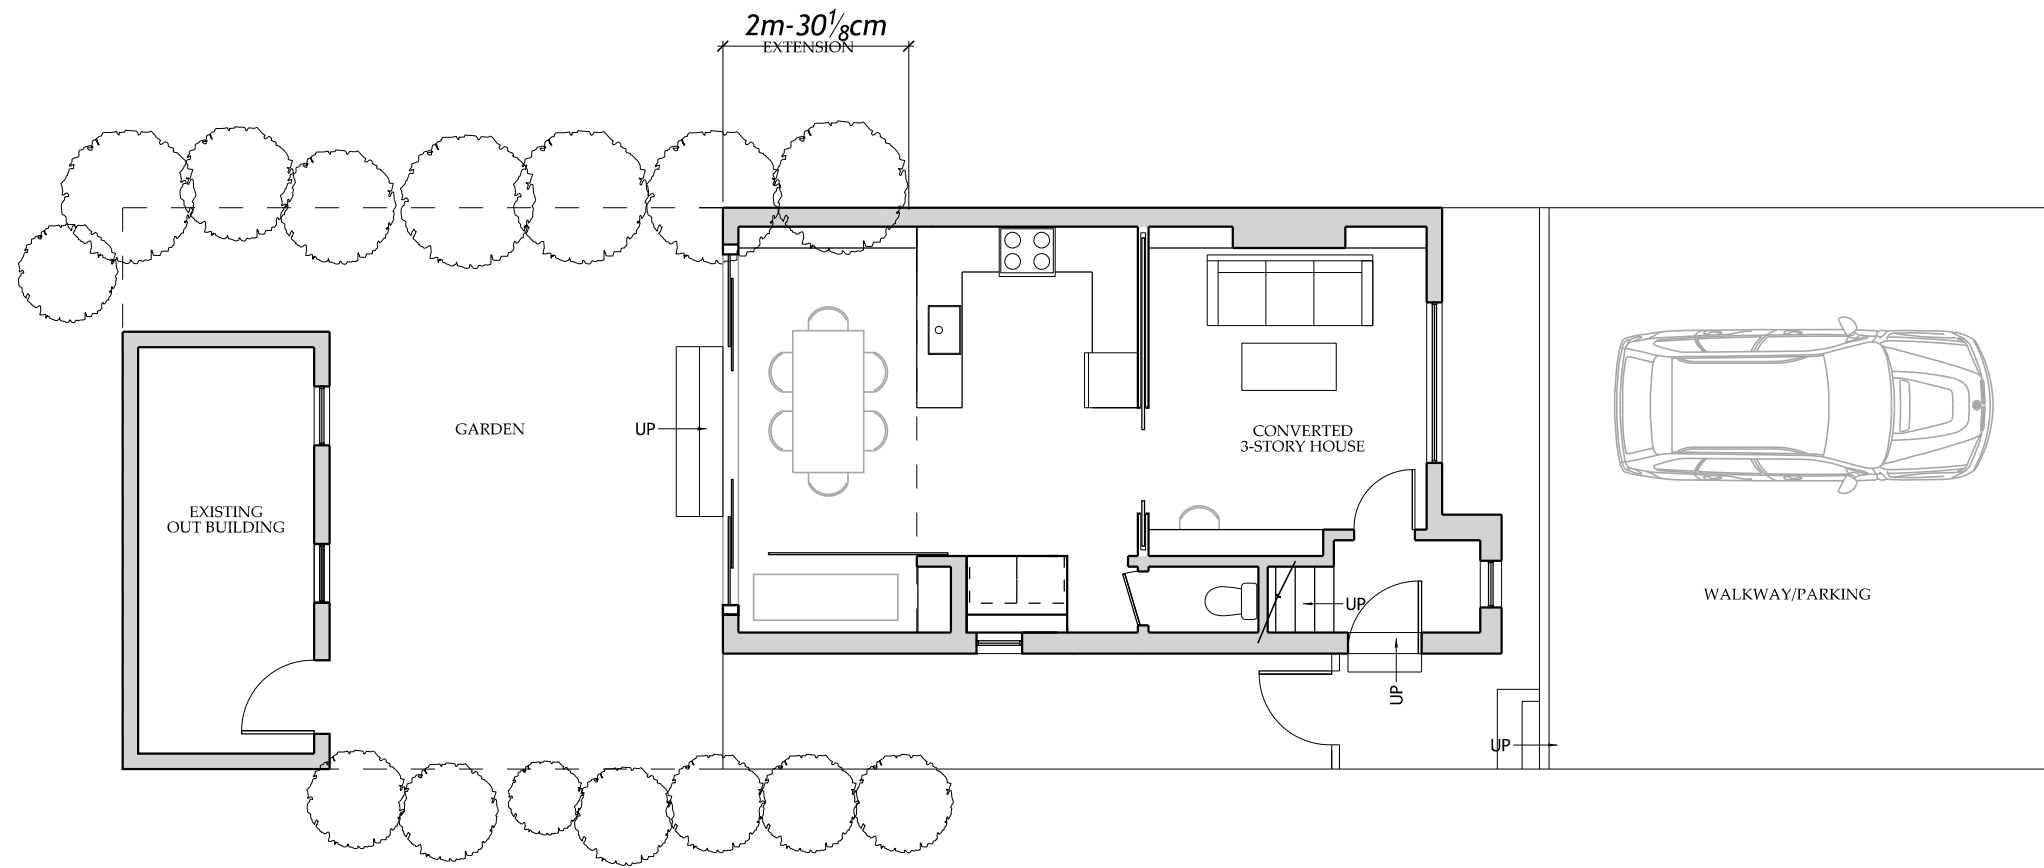 2m-30⅛cm
EXTENSION
UP
GARDEN
CONVERTED
3-STORY HOUSE
EXISTING
OUT BUILDING
UP
WALKWAY/PARKING
UP
UP